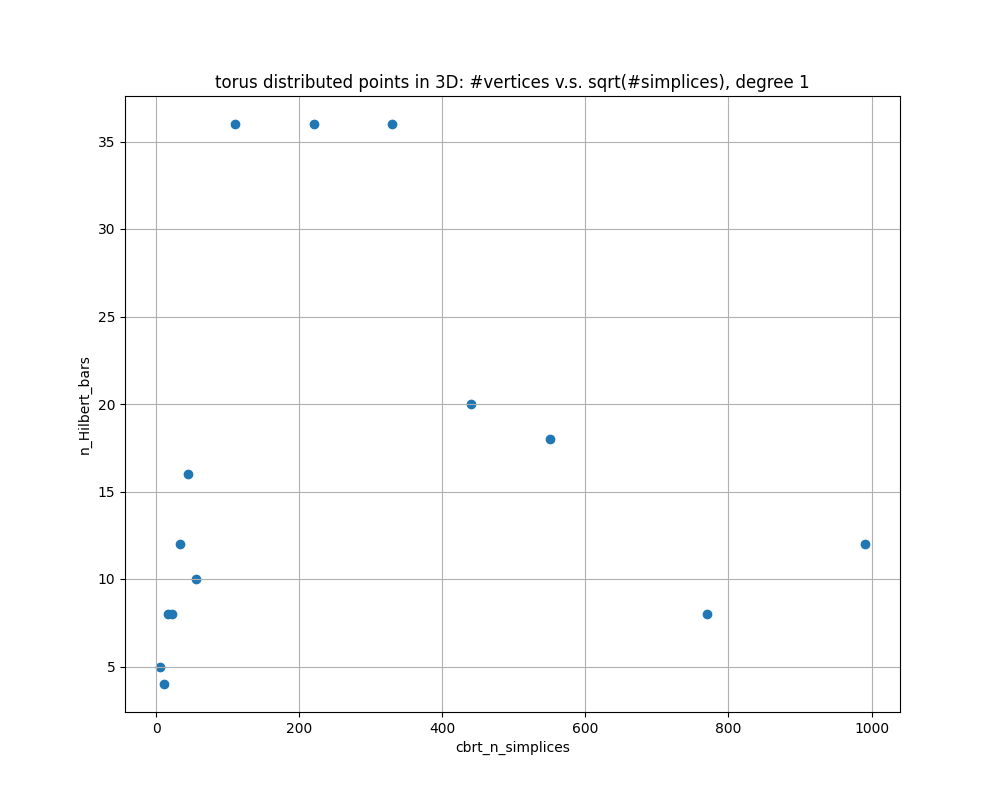 torus distributed points in 3D: #vertices v.s. sqrt(#simplices), degree 1
35
30
25
20
15
10
5
n_Hilbert_bars
0 200 400 600 800 1000
cbrt_n_simplices